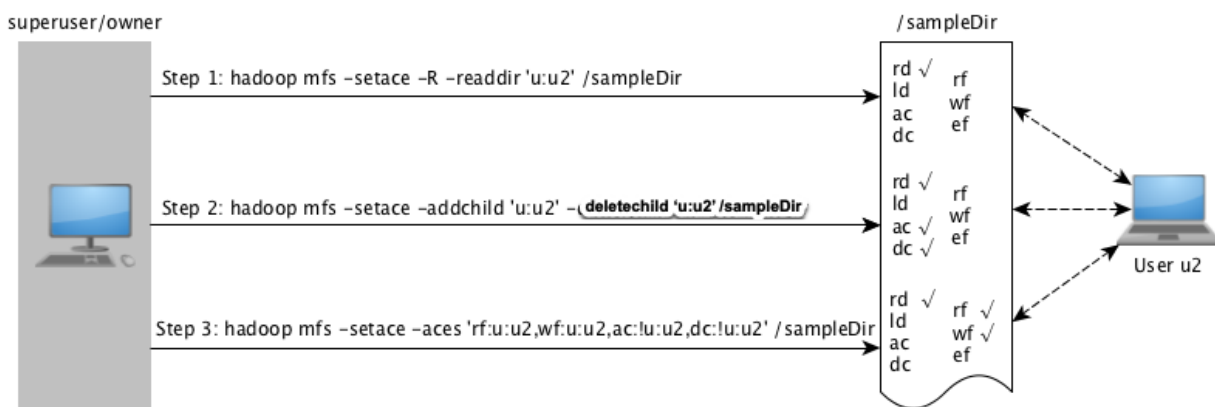 superuser/owner
/sampleDir
Step 1: hadoop mfs -setace -R -readdir 'u:u2' /sampleDir
rd √
ld
ac
dc
rf
wf
ef
Step 2: hadoop mfs -setace -addchild 'u:u2' -deletechild 'u:u2' /sampleDir
rd √
ld
ac √
dc √
rf
wf
ef
User u2
Step 3: hadoop mfs -setace -aces 'rf:u:u2,wf:u:u2,ac:!u:u2,dc:!u:u2' /sampleDir
rd √
ld
ac
dc
rf √
wf √
ef